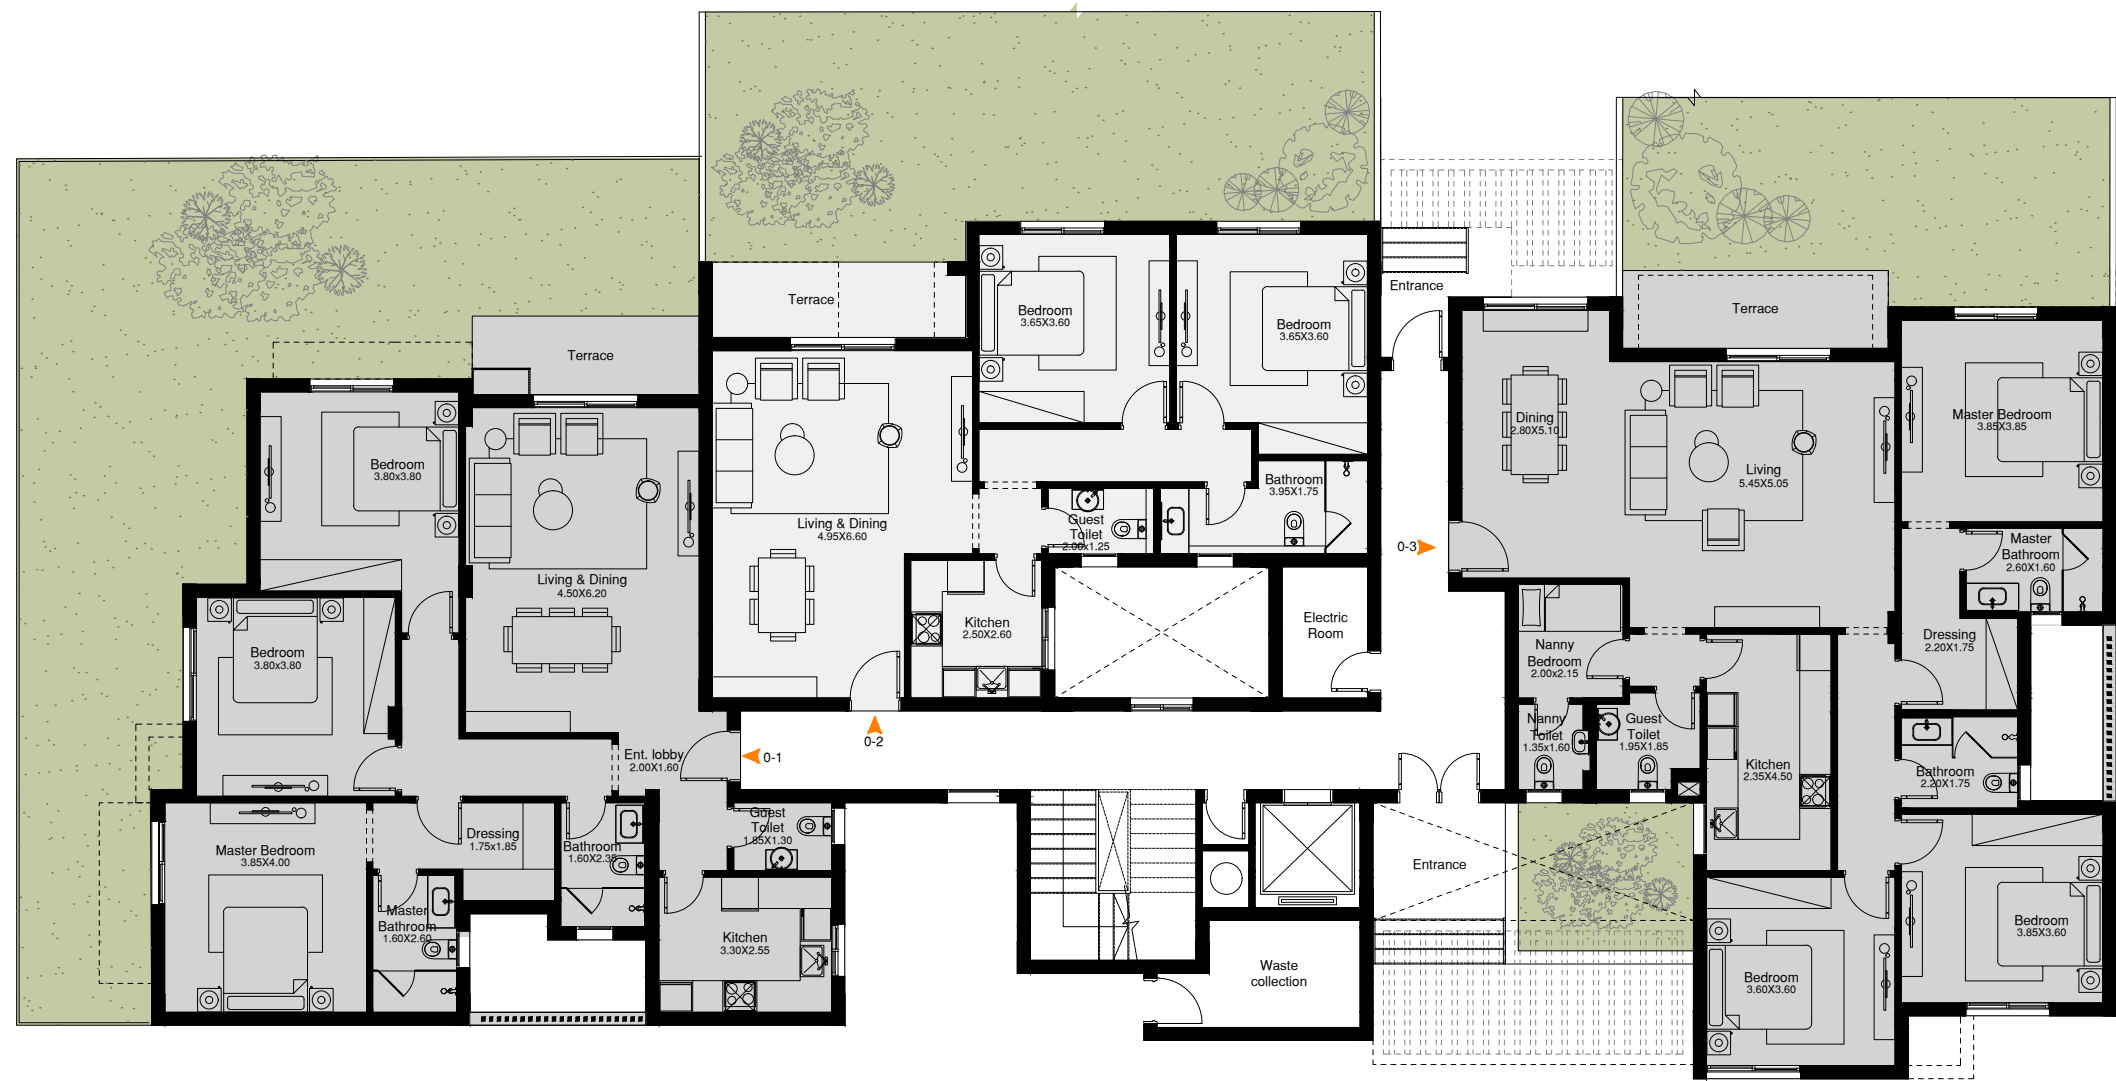 Terrace
Bedroom
3.80x3.80
Living & Dining
4.50X6.20
Bedroom
3.80x3.80
Ent. lobby
2.00X1.60
0-1
Master Bedroom
3.85X4.00
Dressing
1.75x1.85
Bathroom
1.60X2.35
Guest
Toilet
1.85X1.30
Master
Bathroom
1.60X2.60
Kitchen
3.30X2.55
Terrace
Bedroom
3.65X3.60
Bedroom
3.65X3.60
Living & Dining
4.95X6.60
Guest
Toilet
2.00x1.25
Bathroom
3.95X1.75
Kitchen
2.50X2.60
Electric
Room
0-2
Entrance
0-3
Entrance
Waste
collection
Terrace
Dining
2.80X5.10
Living
5.45X5.05
Master Bedroom
3.85X3.85
Master
Bathroom
2.60X1.60
Dressing
2.20X1.75
Nanny
Bedroom
2.00x2.15
Nanny
Toilet
1.35x1.60
Guest
Toilet
1.95X1.85
Kitchen
2.35X4.50
Bathroom
2.20X1.75
Bedroom
3.60X3.60
Bedroom
3.85X3.60